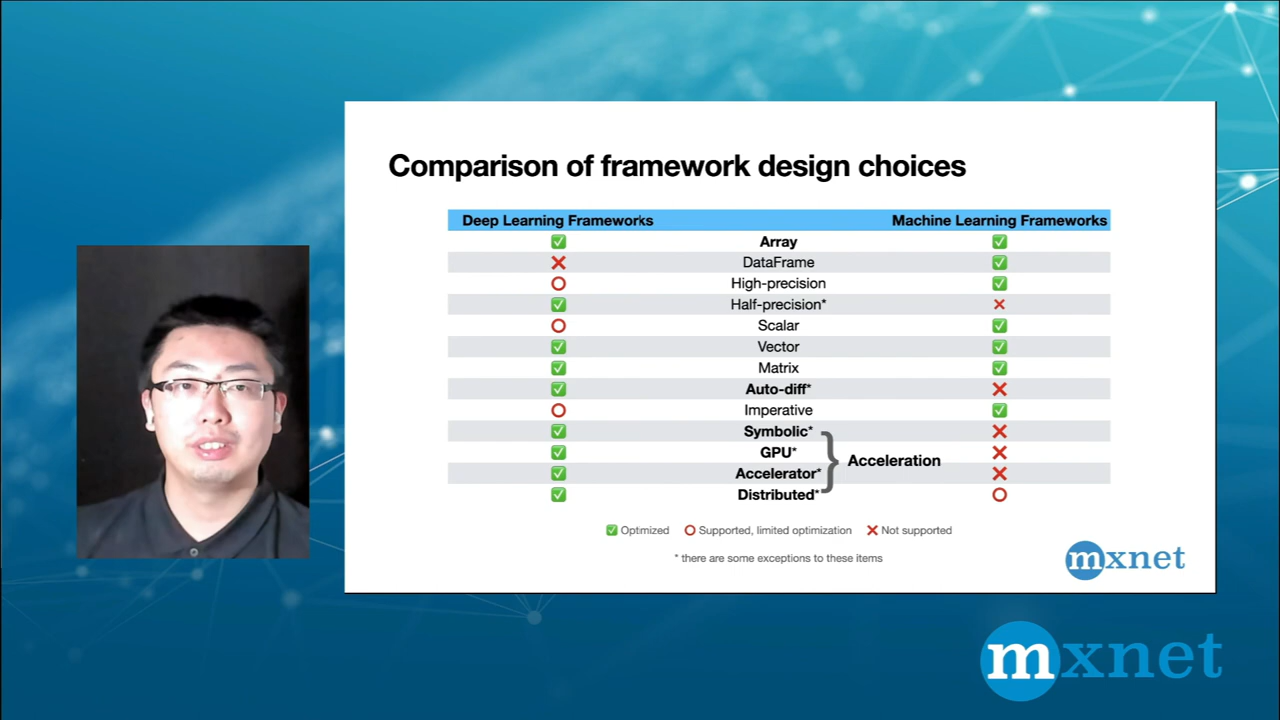 Comparison of framework design choices
Deep Learning Frameworks Machine Learning Frameworks
Array
DataFrame
High-precision
Half-precision*
Scalar
Vector
Matrix
Auto-diff*
Imperative
Symbolic*
GPU*
Acceleration
Accelerator*
Distributed*
Optimized Supported, limited optimization Not supported
* there are some exceptions to these items
mxnet
mxnet